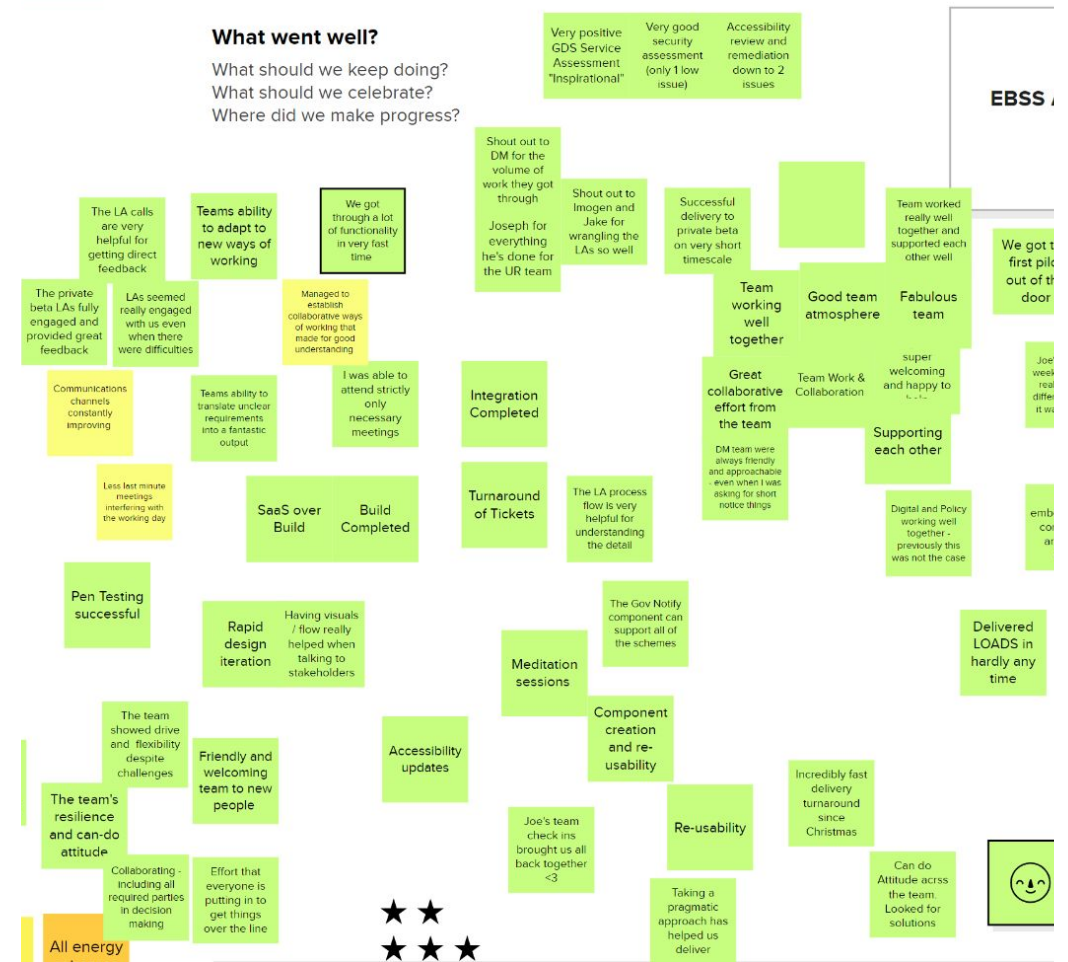 What went well?
What should we keep doing?
What should we celebrate?
Where did we make progress?
Very positive
GDS Service
Assessment
"Inspirational"
Very good
security
assessment
(only 1 low
issue)
Accessibility
review and
remediation
down to 2
issues
EBSS
Shout out to
DM for the
volume of
work they got
through
Joseph for
everything
he's done for
the UR team
Shout out to
Imogen and
Jake for
wrangling the
LAs so well
Successful
delivery to
private beta
on very short
timescale
Team worked
really well
together and
supported each
other well
The LA calls
are very
helpful for
getting direct
feedback
Teams ability
to adapt to
new ways of
working
We got
through a lot
of functionality
in very fast
time
We got t
first pil
out of th
door
The private
beta LAs fully
engaged and
provided great
feedback
LAs seemed
really engaged
with us even
when there
were difficulties
Managed to
establish
collaborative ways
of working that
made for good
understanding
Team
working
well
together
Good team
atmosphere
Fabulous
team
Communications
channels
constantly
improving
Teams ability to
translate unclear
requirements
into a fantastic
output
I was able to
attend strictly
only
necessary
meetings
Integration
Completed
Great
collaborative
effort from
the team
Team Work &
Collaboration
super
welcoming
and happy to
Joe'
week
real
differ
it wa
Supporting
each other
DM team were
always friendly
and approachable
- even when I was
asking for short
notice things
Less last minute
meetings
interfering with
the working day
SaaS over
Build
Build
Completed
Turnaround
of Tickets
The LA process
flow is very
helpful for
understanding
the detail
Digital and Policy
working well
together -
previously this
was not the case
embe
co
a
Pen Testing
successful
Rapid
design
iteration
Having visuals
/ flow really
helped when
talking to
stakeholders
The Gov Notify
component can
support all of
the schemes
Meditation
sessions
Delivered
LOADS in
hardly any
time
The team
showed drive
and flexibility
despite
challenges
Friendly and
welcoming
team to new
people
Accessibility
updates
Component
creation
and re-
usability
The team's
resilience
and can-do
attitude
Joe's team
check ins
brought us all
back together
<3
Re-usability
Incredibly fast
delivery
turnaround
since
Christmas
Collaborating -
including all
required parties
in decision
making
Effort that
everyone is
putting in to
get things
over the line
Taking a
pragmatic
approach has
helped us
deliver
Can do
Attitude acrss
the team.
Looked for
solutions
All energy